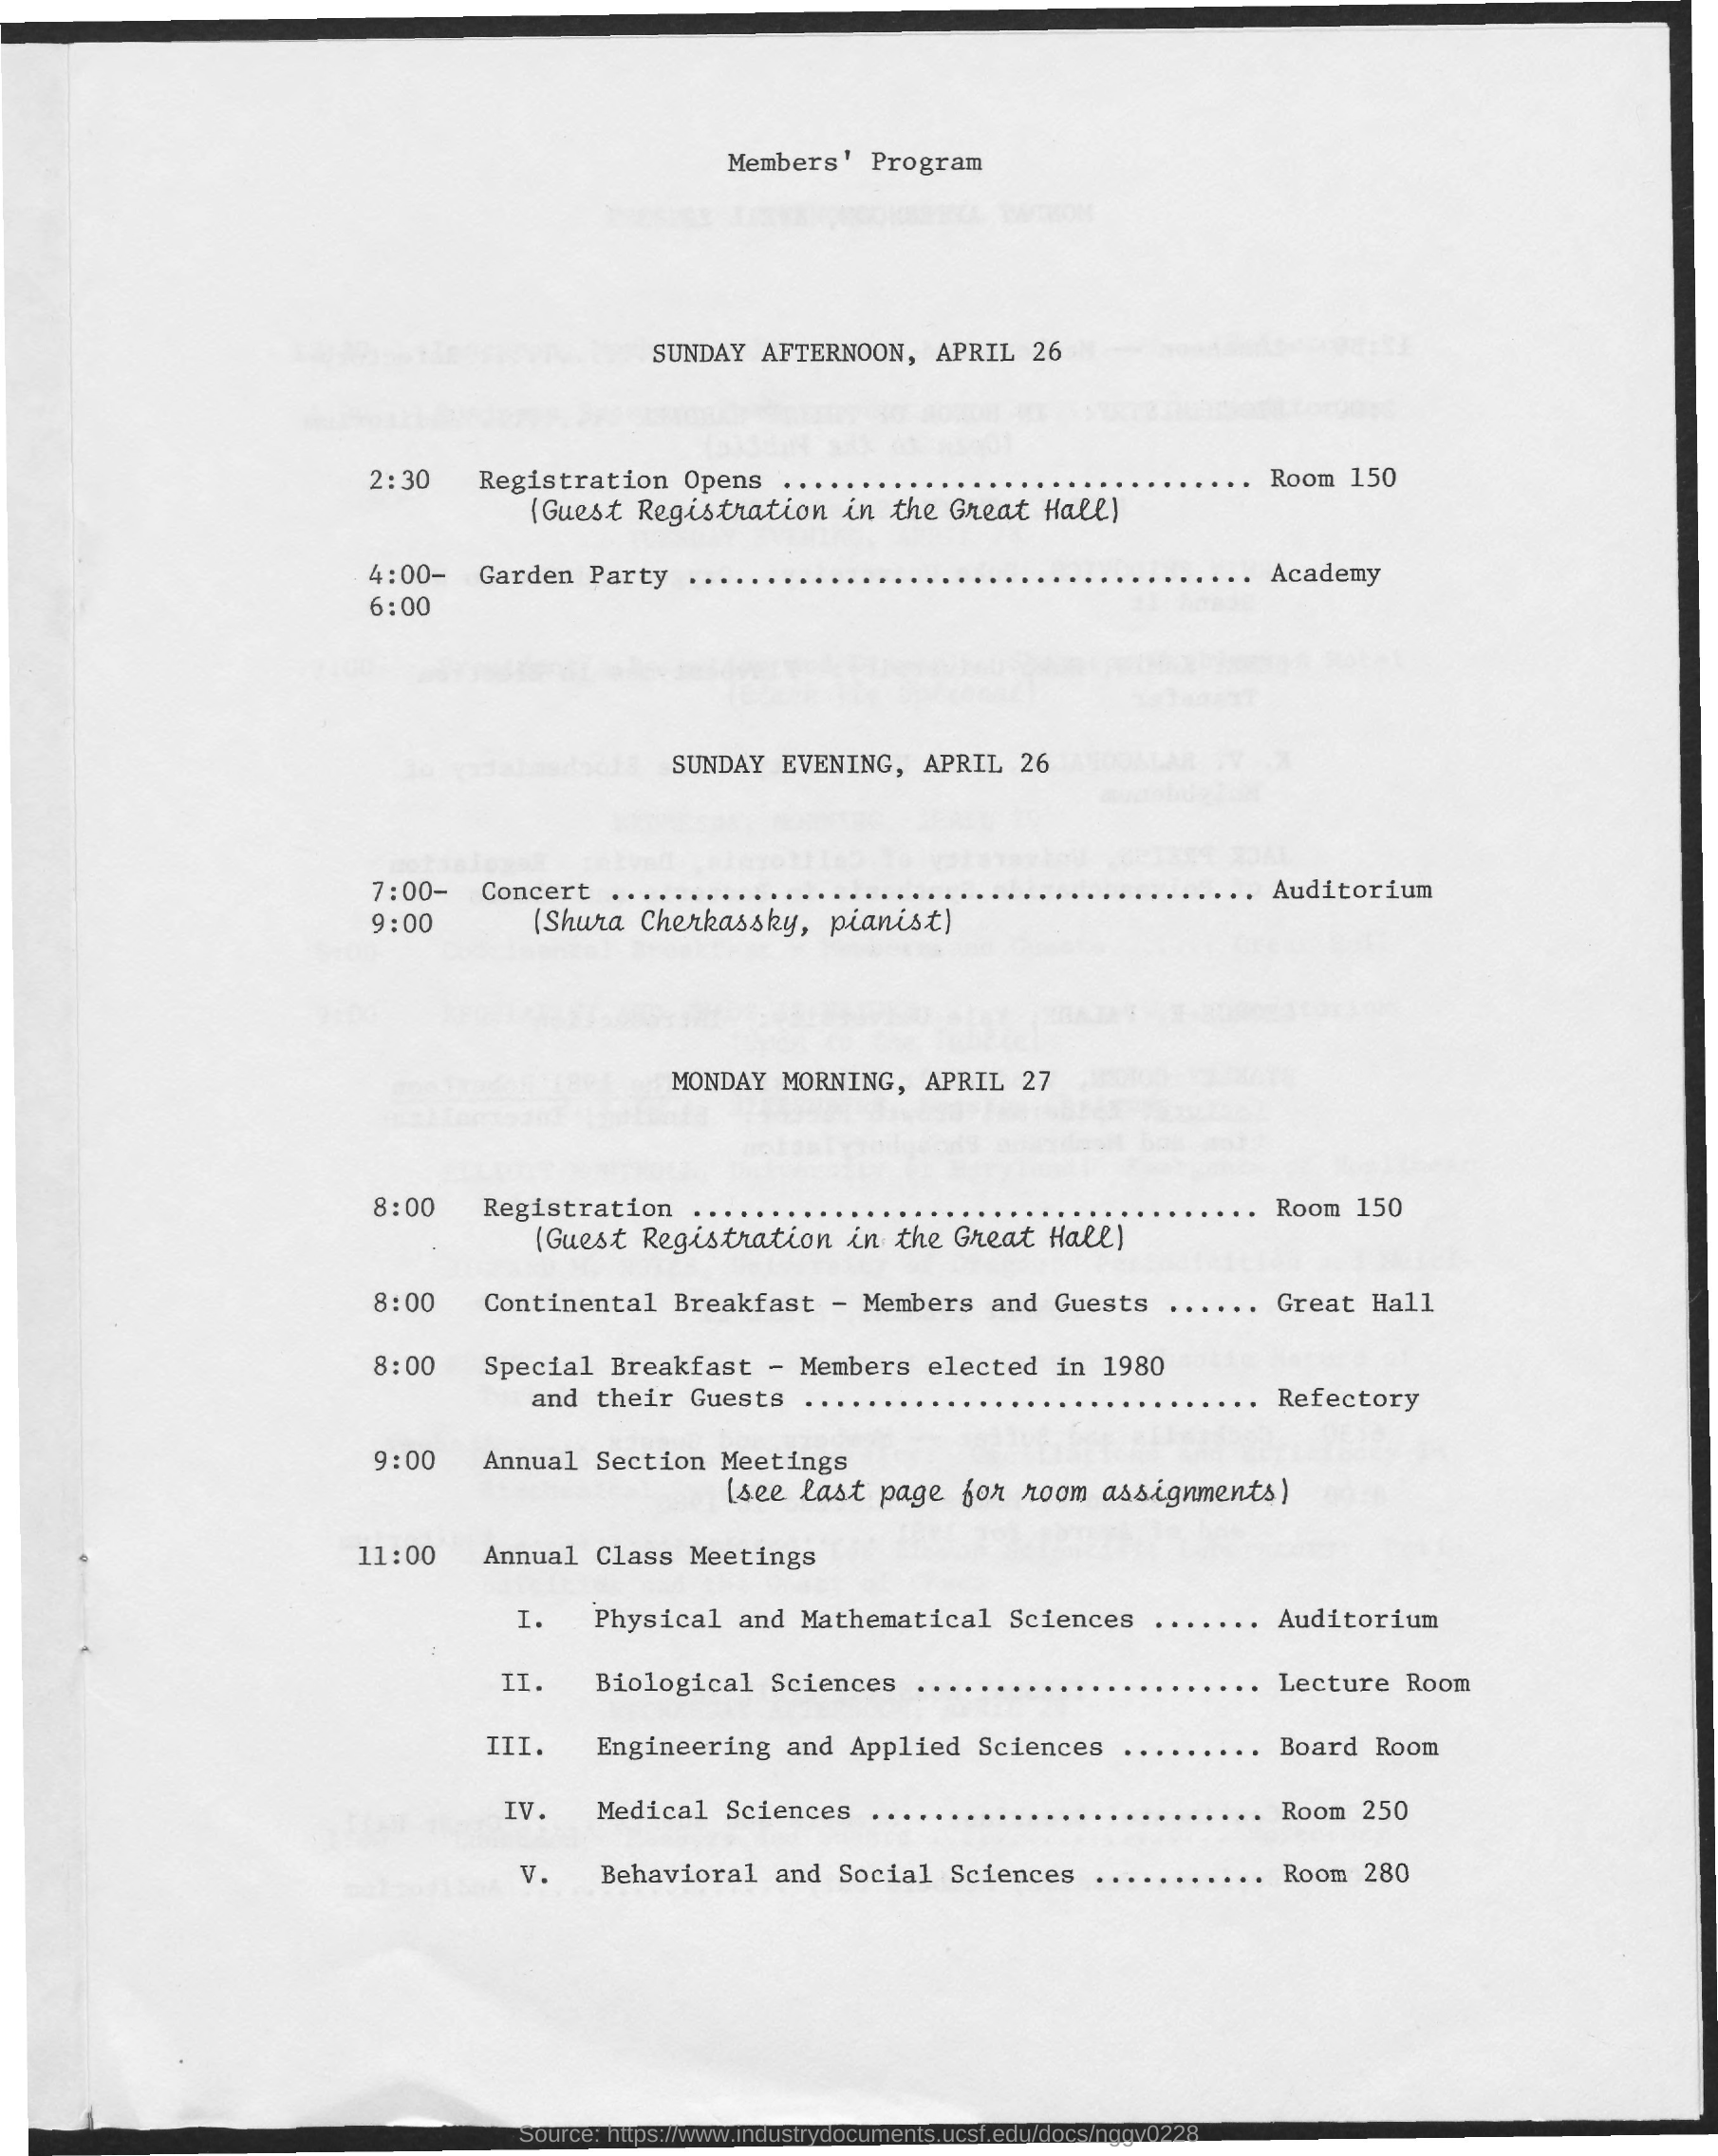 Members' Program
SUNDAY AFTERNOON, APRIL 26
2:30 Registration Opens .............................. Room 150
(Guest Registration in the Great Hall)
4:00- Garden Party .................................... Academy
6:00
SUNDAY EVENING, APRIL 26
7:00- Concert ......................................... Auditorium
9:00 (Shura Cherkassky, pianist)
MONDAY MORNING, APRIL 27
8:00 Registration .................................... Room 150
(Guest Registration in the Great Hall)
8:00 Continental Breakfast - Members and Guests ...... Great Hall
8:00 Special Breakfast - Members elected in 1980
and their Guests ............................. Refectory
9:00 Annual Section Meetings
(see last page for room assignments)
11:00 Annual Class Meetings
I. Physical and Mathematical Sciences ....... Auditorium
II. Biological Sciences ...................... Lecture Room
III. Engineering and Applied Sciences ......... Board Room
IV. Medical Sciences ......................... Room 250
V. Behavioral and Social Sciences ........... Room 280
Source: https://www.industrydocuments.ucsf.edu/docs/nggv0228